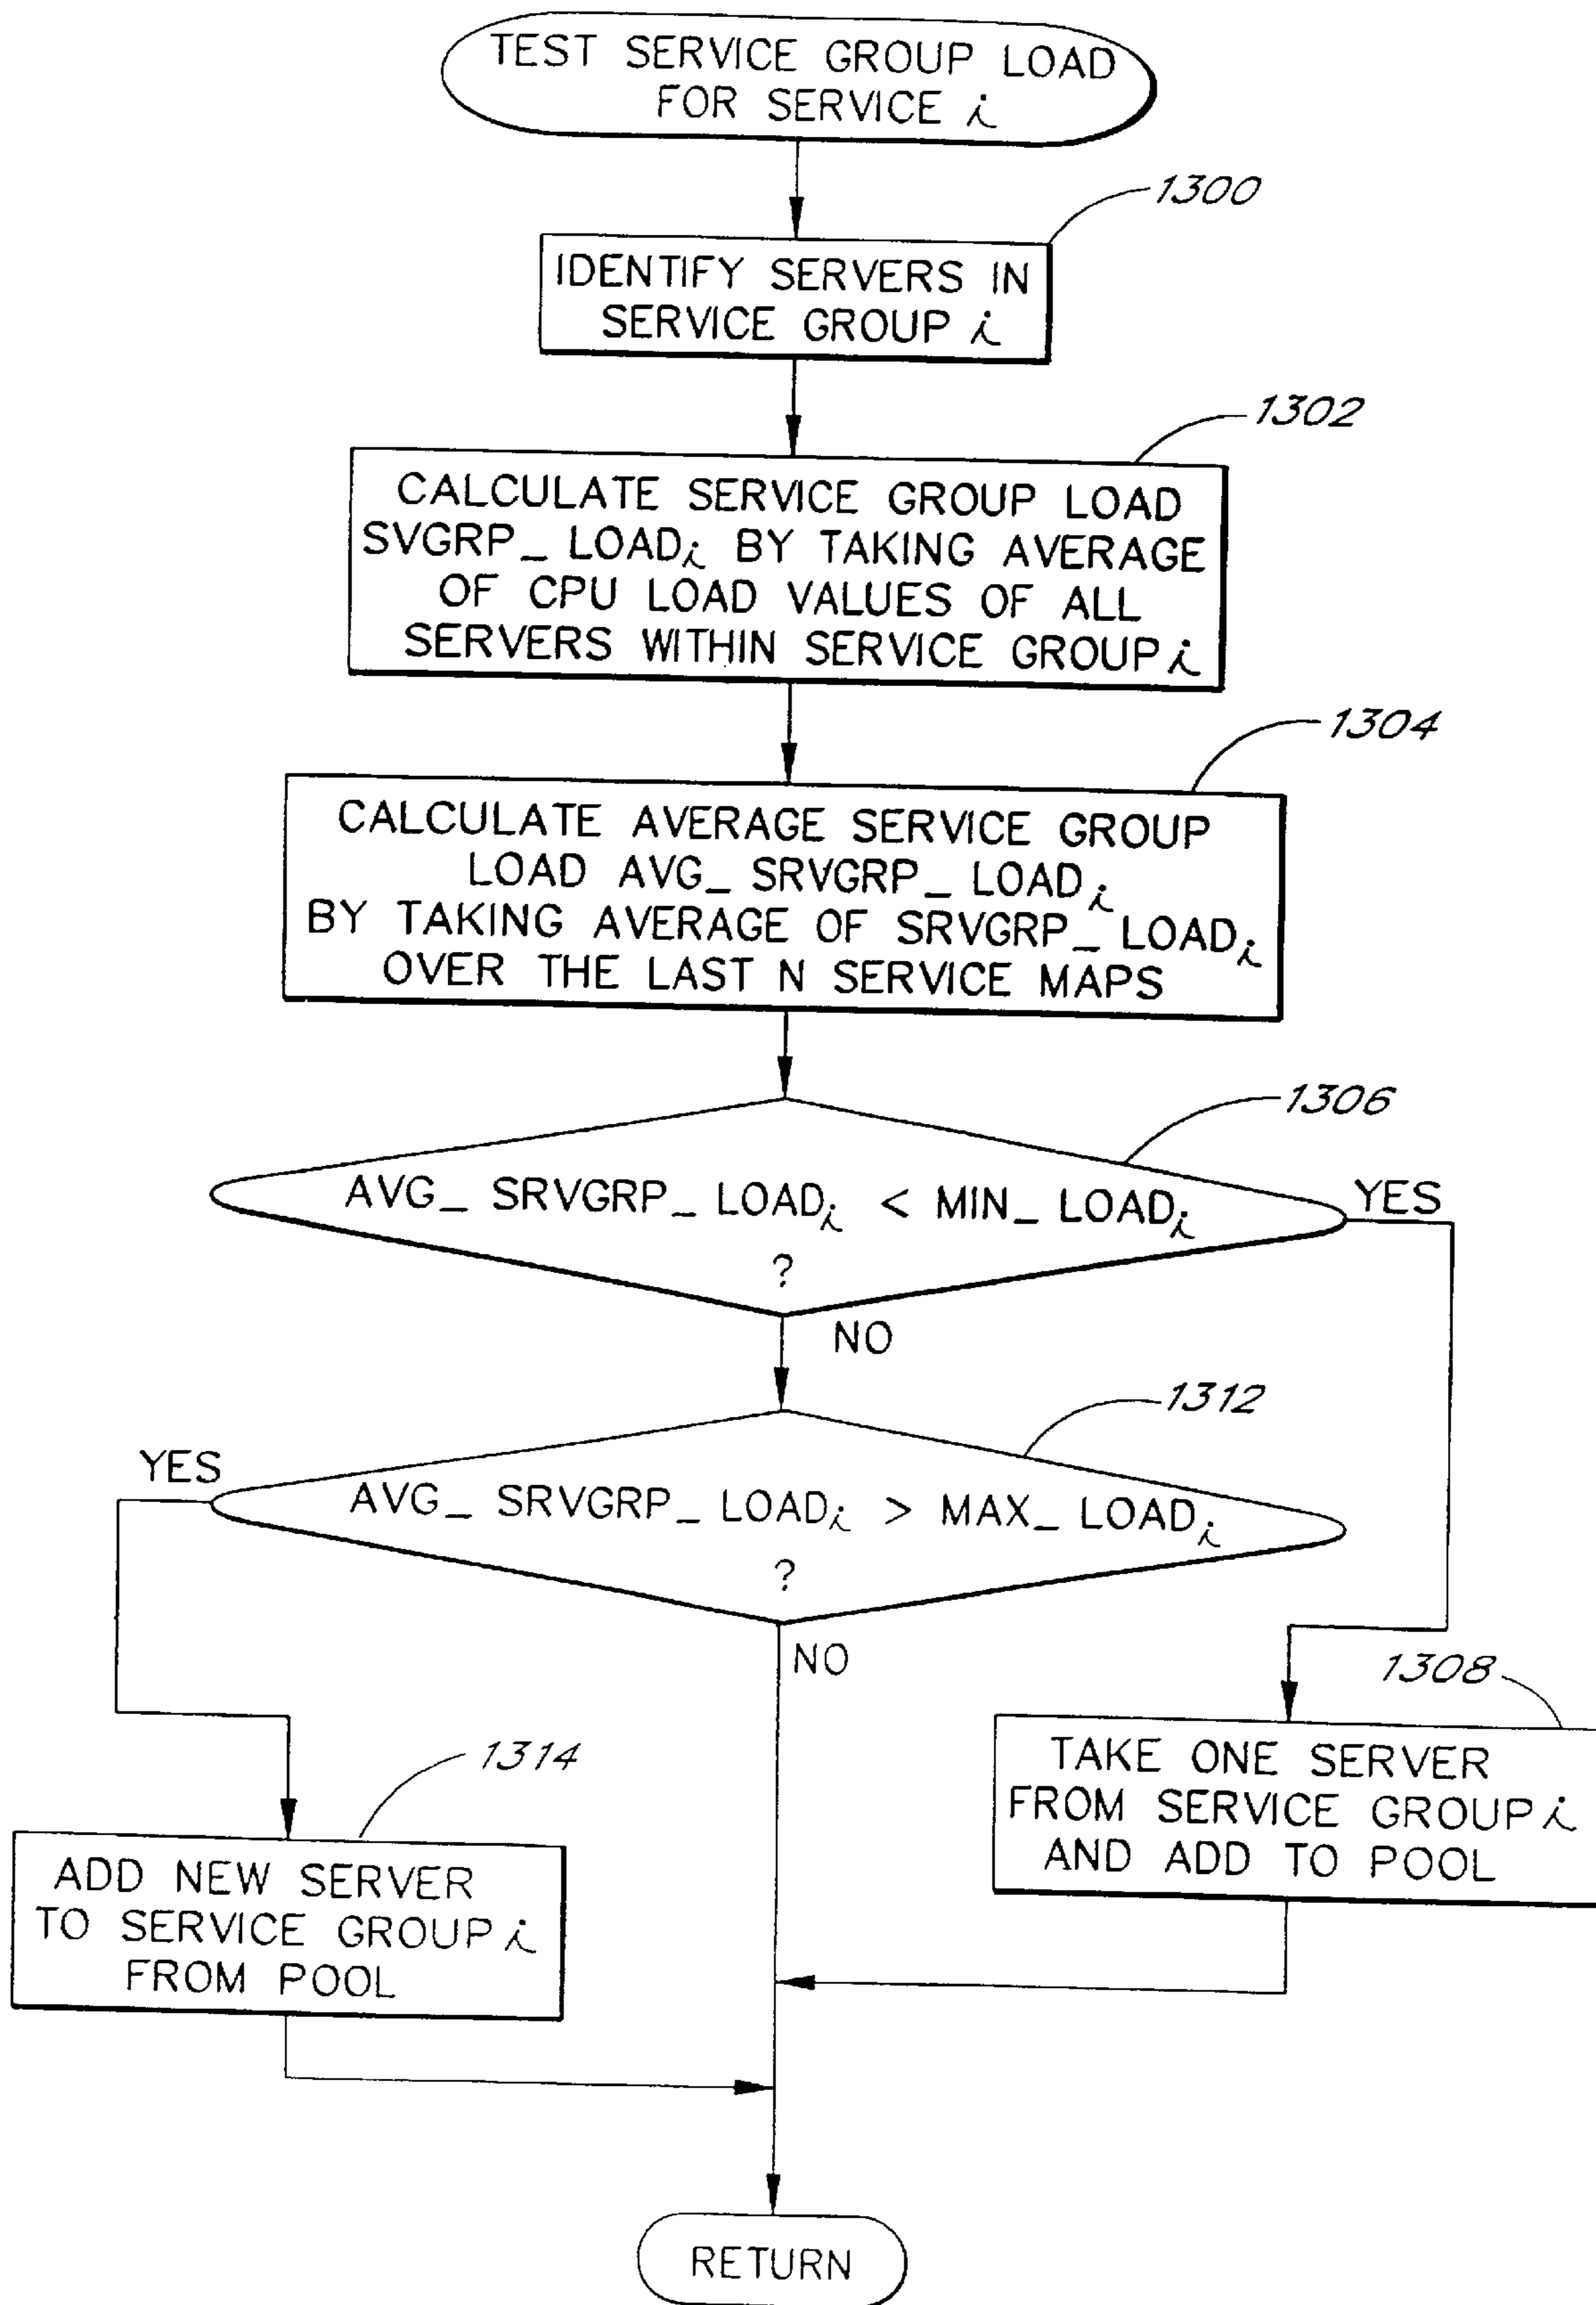 TEST SERVICE GROUP LOAD
FOR SERVICE i
1300
IDENTIFY SERVERS IN
SERVICE GROUP i
1302
CALCULATE SERVICE GROUP LOAD
SVGRP_ LOADi BY TAKING AVERAGE
OF CPU LOAD VALUES OF ALL
SERVERS WITHIN SERVICE GROUP i
1304
CALCULATE AVERAGE SERVICE GROUP
LOAD AVG_ SRVGRP_ LOADi
BY TAKING AVERAGE OF SRVGRP_ LOADi
OVER THE LAST N SERVICE MAPS
1306
AVG_ SRVGRP_ LOADi < MIN_ LOADi
?
YES
NO
1312
YES
AVG_ SRVGRP_ LOADi > MAX_ LOADi
?
NO
1308
TAKE ONE SERVER
FROM SERVICE GROUP i
AND ADD TO POOL
1314
ADD NEW SERVER
TO SERVICE GROUP i
FROM POOL
RETURN